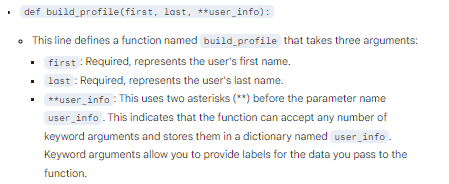 def build_profile(first, last, **user_info):
This line defines a function named build_profile that takes three arguments:
first: Required, represents the user's first name.
last: Required, represents the user's last name.
**user_info: This uses two asterisks (**) before the parameter name
user_info. This indicates that the function can accept any number of
keyword arguments and stores them in a dictionary named user_info.
Keyword arguments allow you to provide labels for the data you pass to the
function.